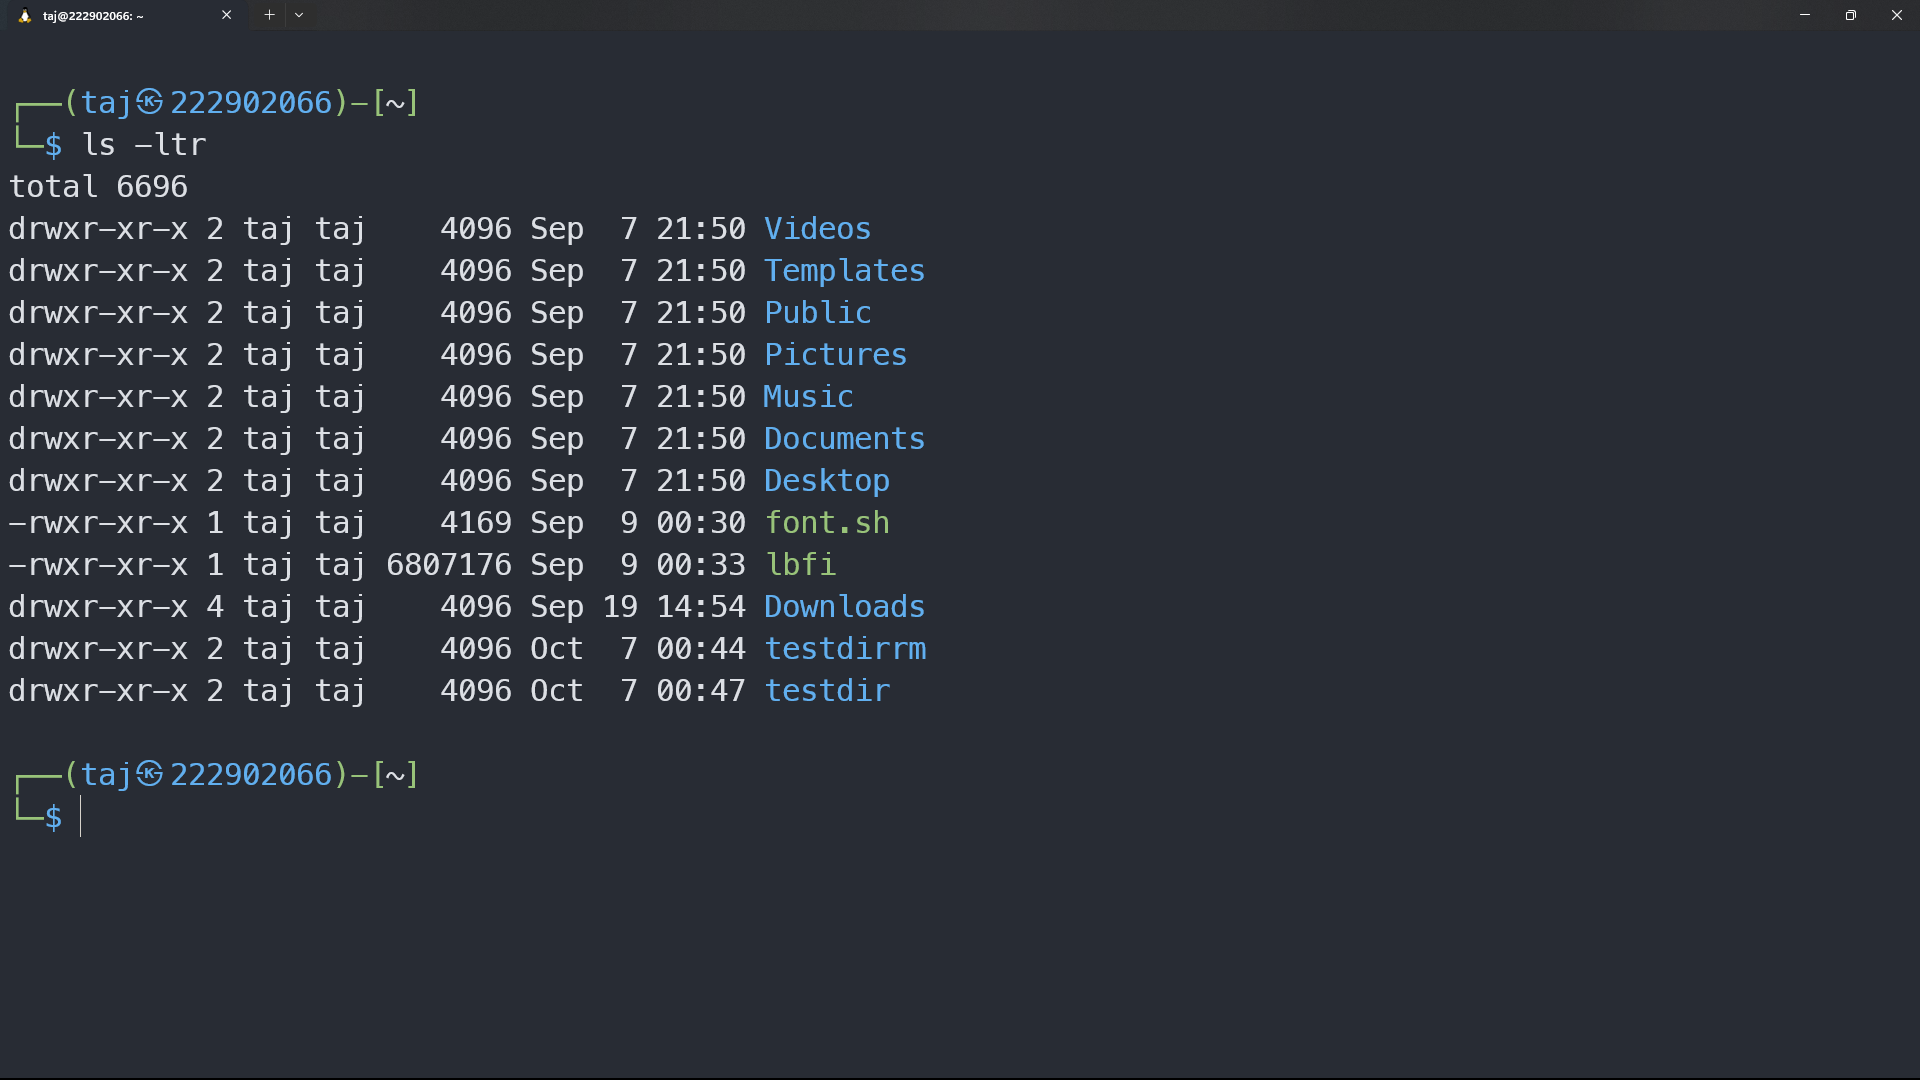 taj@222902066: ~
┌──(taj㉿222902066)-[~]
└─$ ls -ltr
total 6696
drwxr-xr-x 2 taj taj    4096 Sep  7 21:50 Videos
drwxr-xr-x 2 taj taj    4096 Sep  7 21:50 Templates
drwxr-xr-x 2 taj taj    4096 Sep  7 21:50 Public
drwxr-xr-x 2 taj taj    4096 Sep  7 21:50 Pictures
drwxr-xr-x 2 taj taj    4096 Sep  7 21:50 Music
drwxr-xr-x 2 taj taj    4096 Sep  7 21:50 Documents
drwxr-xr-x 2 taj taj    4096 Sep  7 21:50 Desktop
-rwxr-xr-x 1 taj taj    4169 Sep  9 00:30 font.sh
-rwxr-xr-x 1 taj taj 6807176 Sep  9 00:33 lbfi
drwxr-xr-x 4 taj taj    4096 Sep 19 14:54 Downloads
drwxr-xr-x 2 taj taj    4096 Oct  7 00:44 testdirrm
drwxr-xr-x 2 taj taj    4096 Oct  7 00:47 testdir
┌──(taj㉿222902066)-[~]
└─$